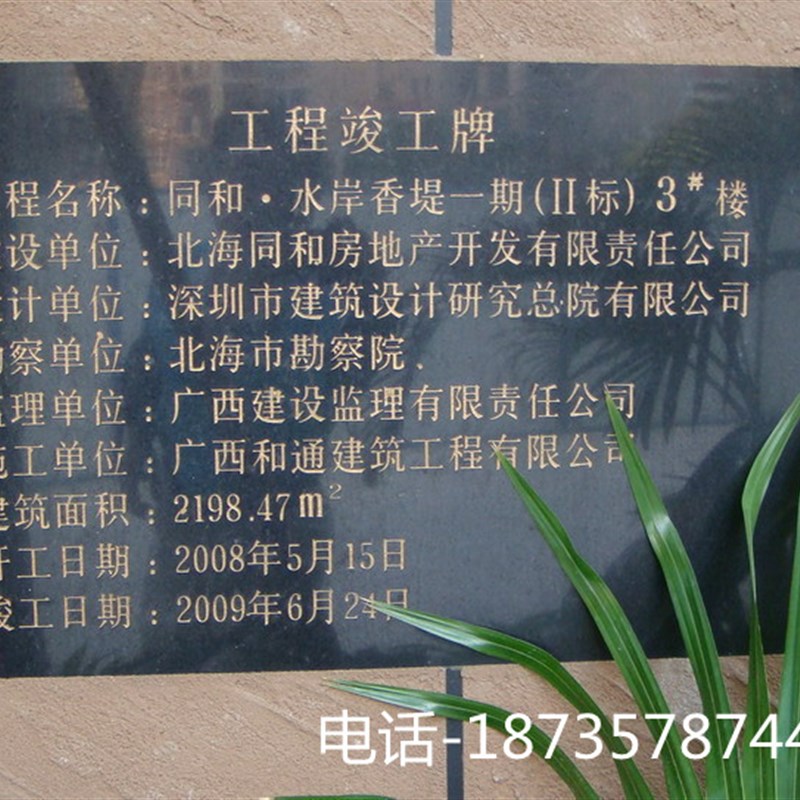 工程竣工牌
程名称：同和·水岸香堤一期(II标) 3#楼
设单位：北海同和房地产开发有限责任公司
计单位：深圳市建筑设计研究总院有限公司
察单位：北海市勘察院、
理单位：广西建设监理有限责任公司
工单位：广西和通建筑工程有限公司
筑面积：2198.47m²
工日期：2008年5月15日
工日期：2009年6月24日
电话-1873578744